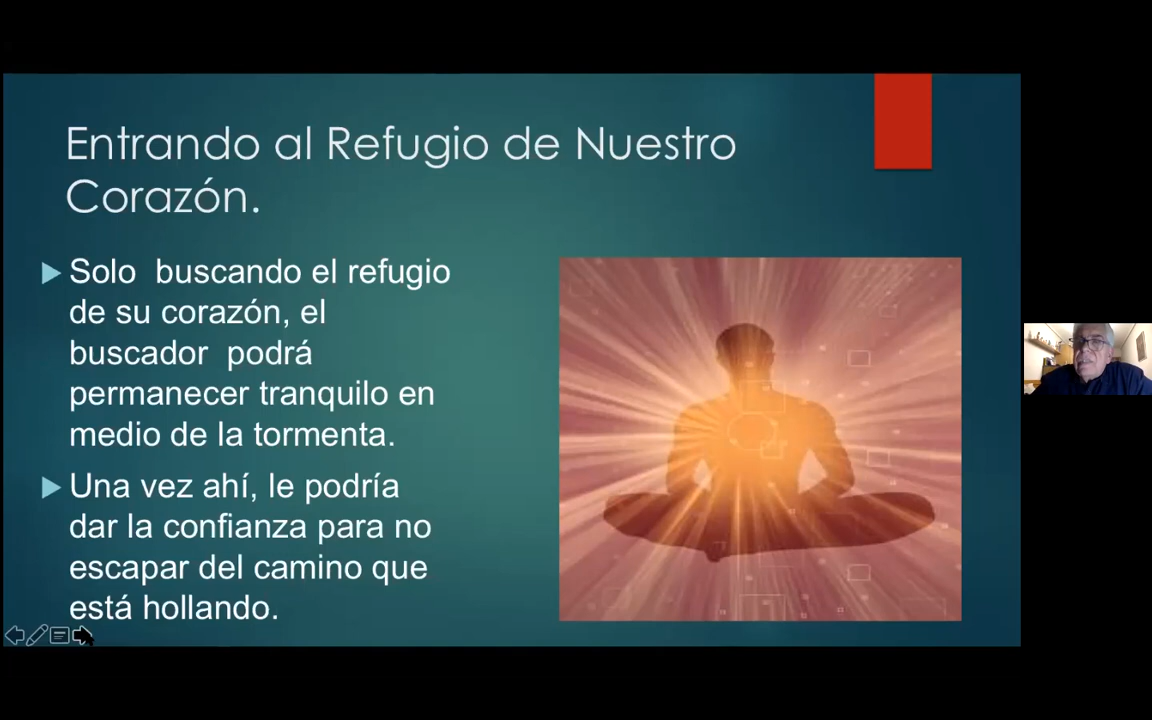 Entrando al Refugio de Nuestro
Corazón.
Solo  buscando el refugio
de su corazón, el
buscador  podrá
permanecer tranquilo en
medio de la tormenta.
Una vez ahí, le podría
dar la confianza para no
escapar del camino que
está hollando.